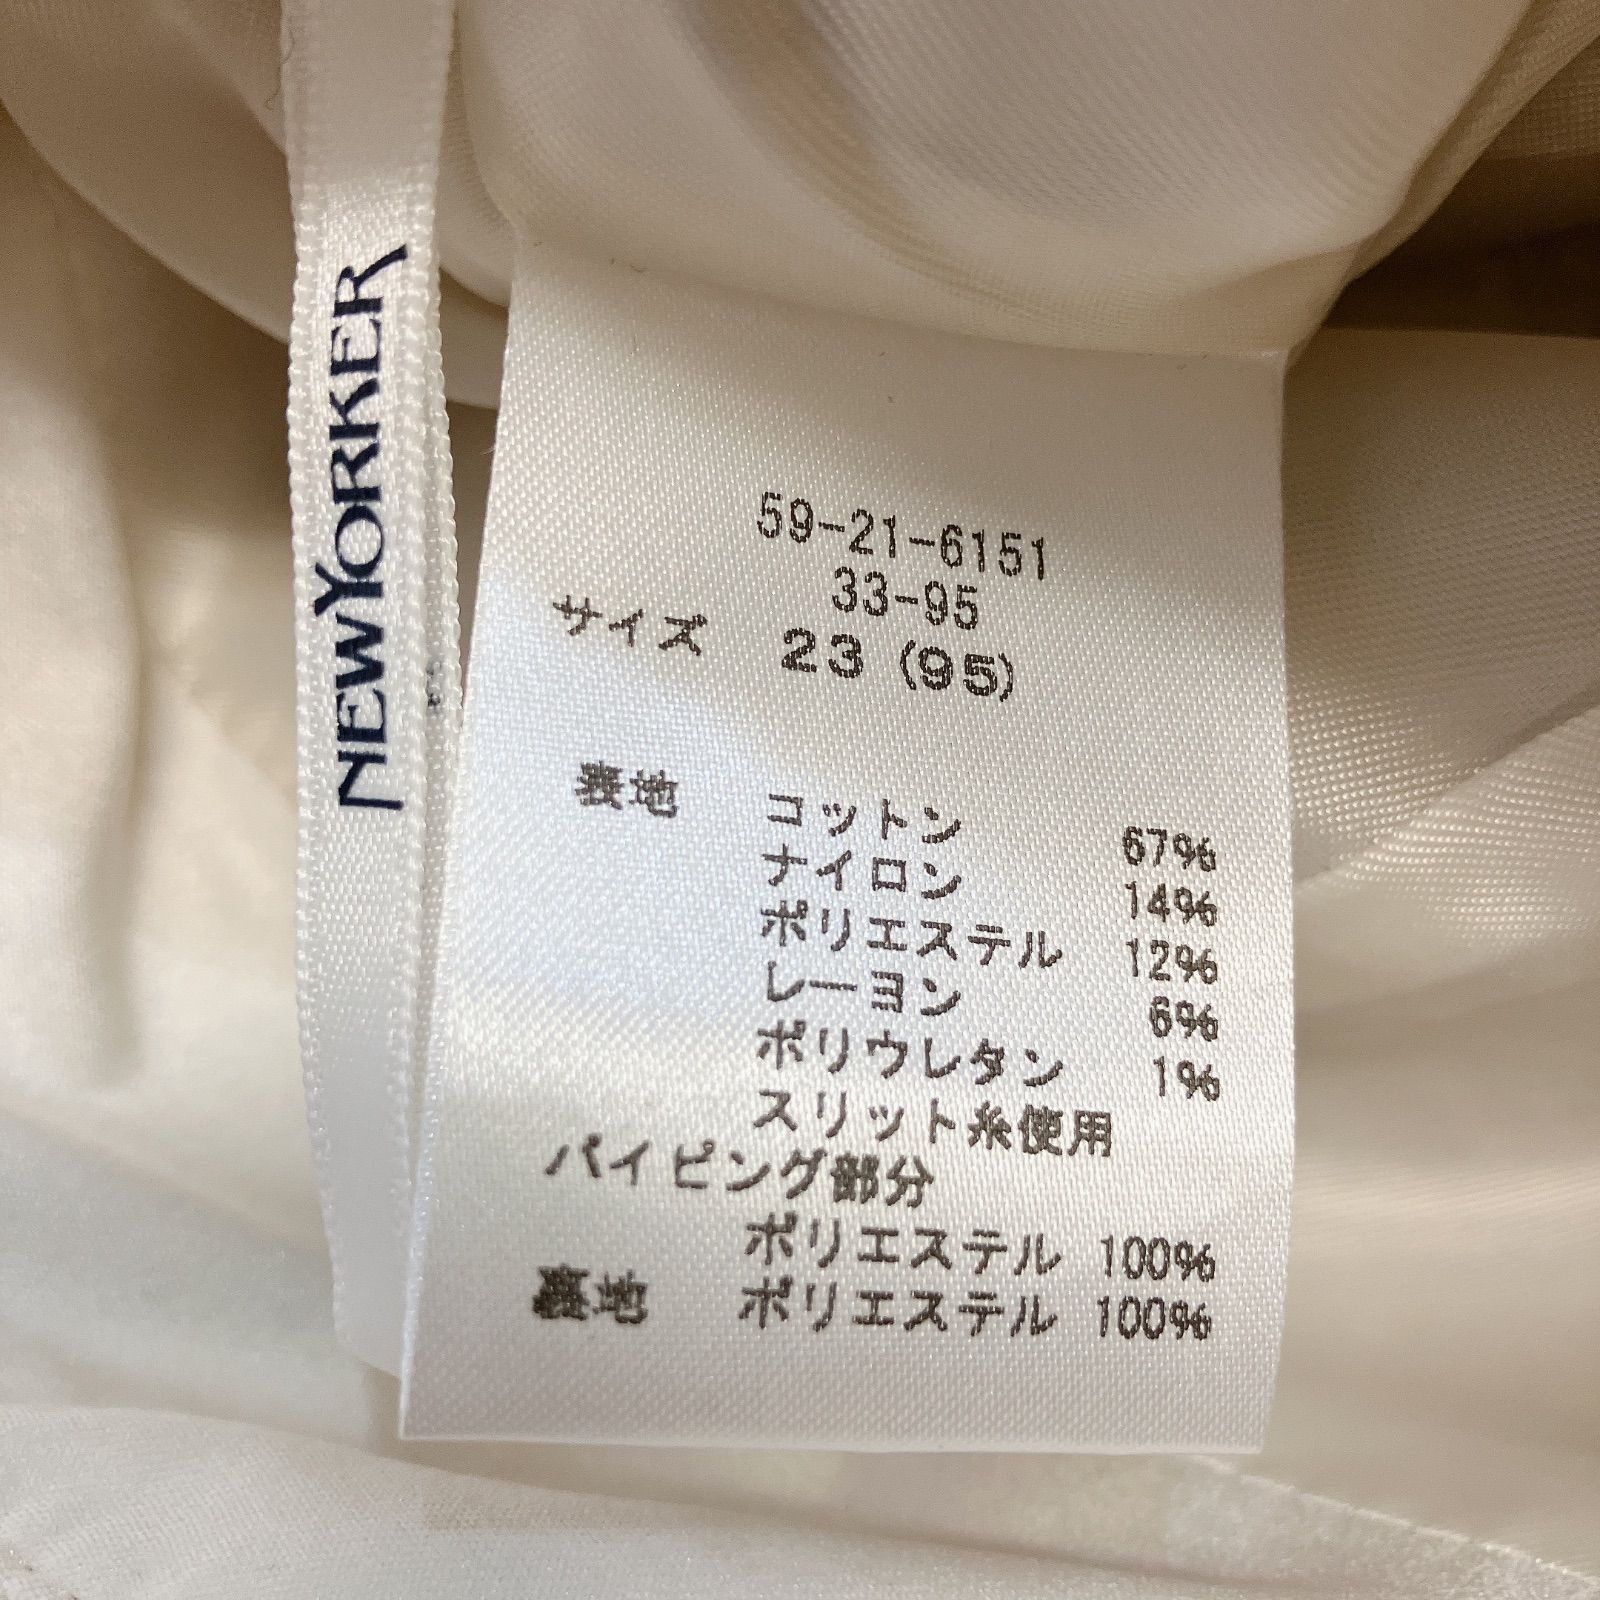 NEWYORKER
59-21-6151
33-95
サイズ 23 (95)
表地 コットン 67%
ナイロン 14%
ポリエステル 12%
レーヨン 6%
ポリウレタン 1%
スリット糸使用
パイピング部分
ポリエステル 100%
裏地 ポリエステル 100%